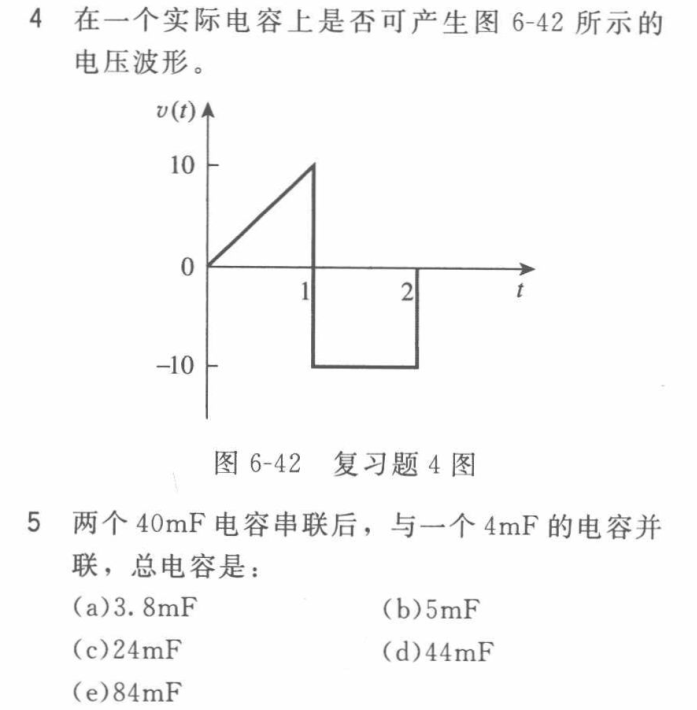 4 在一个实际电容上是否可产生图 6-42 所示的
电压波形。
v(t)
10
0
1
2
t
-10
图 6-42 复习题 4 图
5 两个 40mF 电容串联后，与一个 4mF 的电容并
联，总电容是：
(a)3.8mF (b)5mF
(c)24mF (d)44mF
(e)84mF